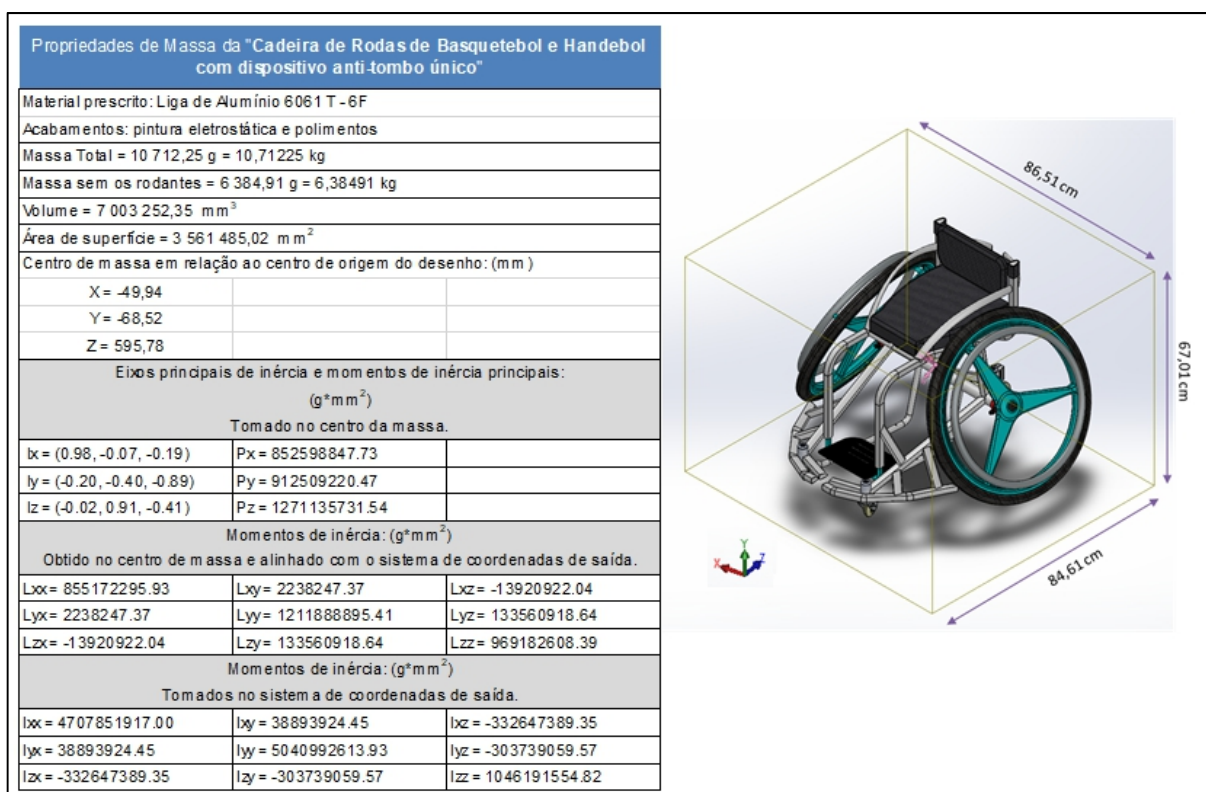 Propriedades de Massa da "Cadeira de Rodas de Basquetebol e Handebol
com dispositivo anti-tombo único"
Material prescrito: Liga de Alumínio 6061 T - 6F
Acabamentos: pintura eletrostática e polimentos
Massa Total = 10 712,25 g = 10,71225 kg
Massa sem os rodantes = 6 384,91 g = 6,38491 kg
Volume = 7 003 252,35 mm³
Área de superfície = 3 561 485,02 mm²
Centro de massa em relação ao centro de origem do desenho: (mm)
X = -49,94
Y = -68,52
Z = 595,78
Eixos principais de inércia e momentos de inércia principais:
(g*mm²)
Tomado no centro da massa.
Ix = (0.98, -0.07, -0.19) Px = 852598847.73
Iy = (-0.20, -0.40, -0.89) Py = 912509220.47
Iz = (-0.02, 0.91, -0.41) Pz = 1271135731.54
Momentos de inércia: (g*mm²)
Obtido no centro de massa e alinhado com o sistema de coordenadas de saída.
Lxx = 855172295.93 Lxy = 2238247.37 Lxz = -13920922.04
Lyx = 2238247.37 Lyy = 1211888895.41 Lyz = 133560918.64
Lzx = -13920922.04 Lzy = 133560918.64 Lzz = 969182608.39
Momentos de inércia: (g*mm²)
Tomados no sistema de coordenadas de saída.
Ixx = 4707851917.00 Ixy = 38893924.45 Ixz = -332647389.35
Iyx = 38893924.45 Iyy = 5040992613.93 Iyz = -303739059.57
Izx = -332647389.35 Izy = -303739059.57 Izz = 1046191554.82
86,51 cm
67,01 cm
84,61 cm
Y
X
Z